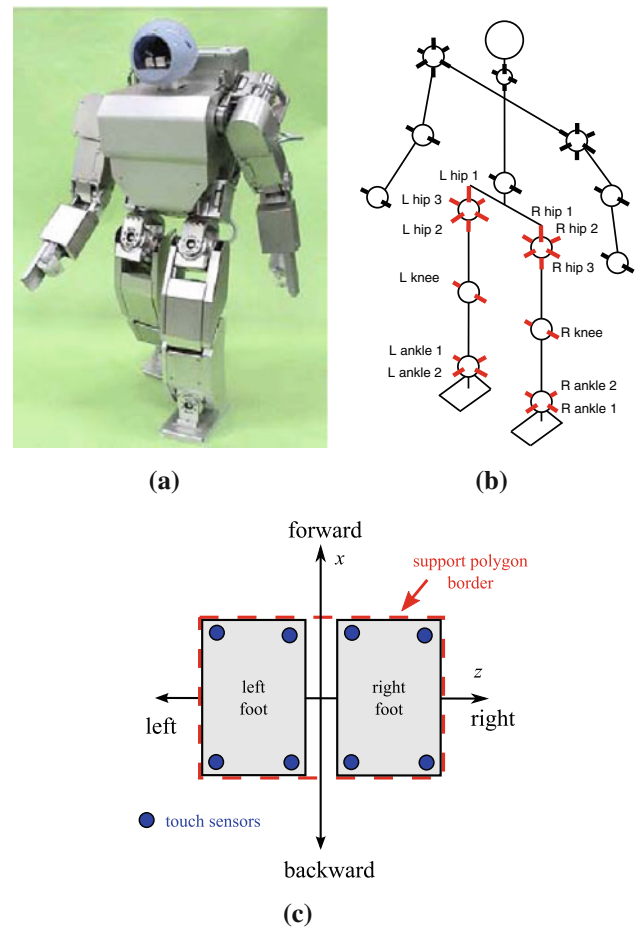 L hip 1
L hip 3
R hip 1
R hip 2
L hip 2
R hip 3
L knee
R knee
L ankle 1
L ankle 2
R ankle 2
R ankle 1
(a)
(b)
forward
x
support polygon
border
left
foot
right
foot
z
left
right
touch sensors
backward
(c)